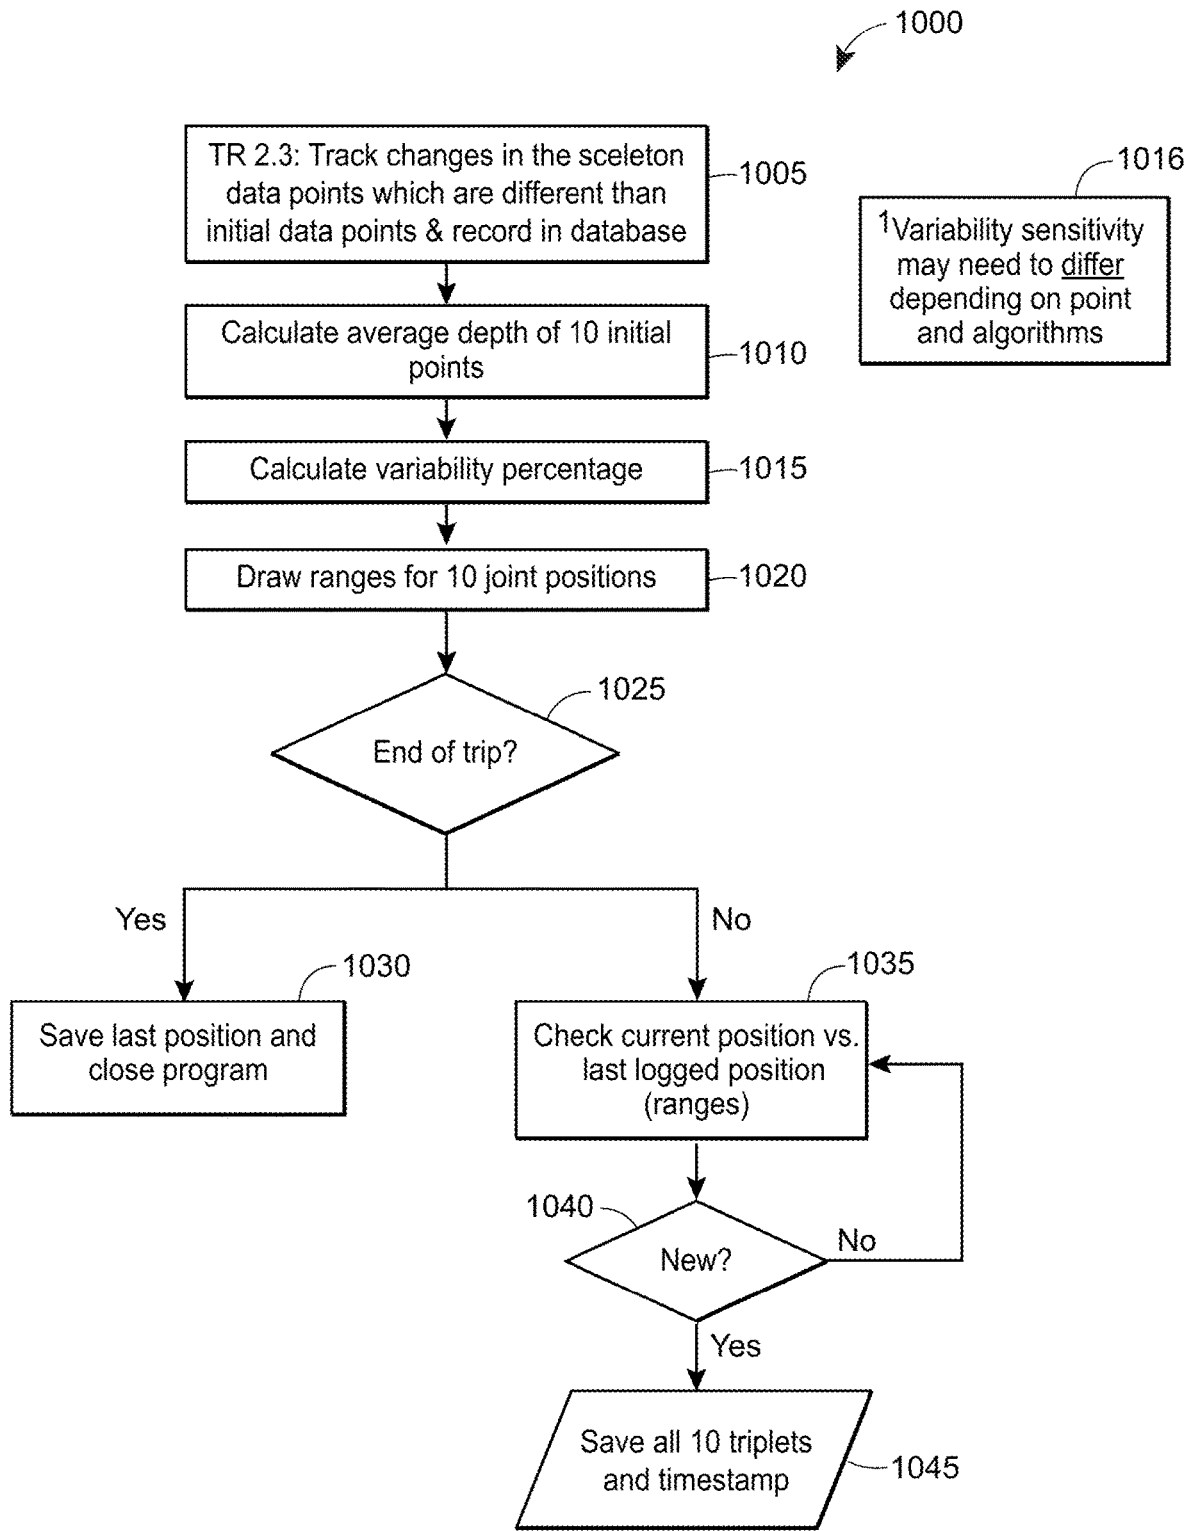 1000
TR 2.3: Track changes in the sceleton
data points which are different than
initial data points & record in database
1005
1016
1Variability sensitivity
may need to differ
depending on point
and algorithms
Calculate average depth of 10 initial
points
1010
Calculate variability percentage
1015
Draw ranges for 10 joint positions
1020
1025
End of trip?
Yes
No
1030
Save last position and
close program
1035
Check current position vs.
last logged position
(ranges)
1040
New?
No
Yes
Save all 10 triplets
and timestamp
1045